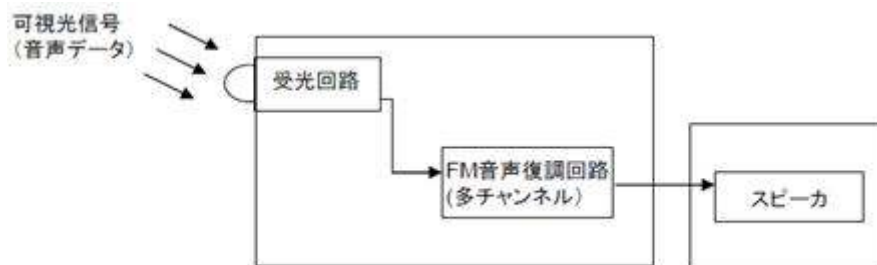 可視光信号
（音声データ）
受光回路
FM音声復調回路
(多チャンネル）
スピーカ